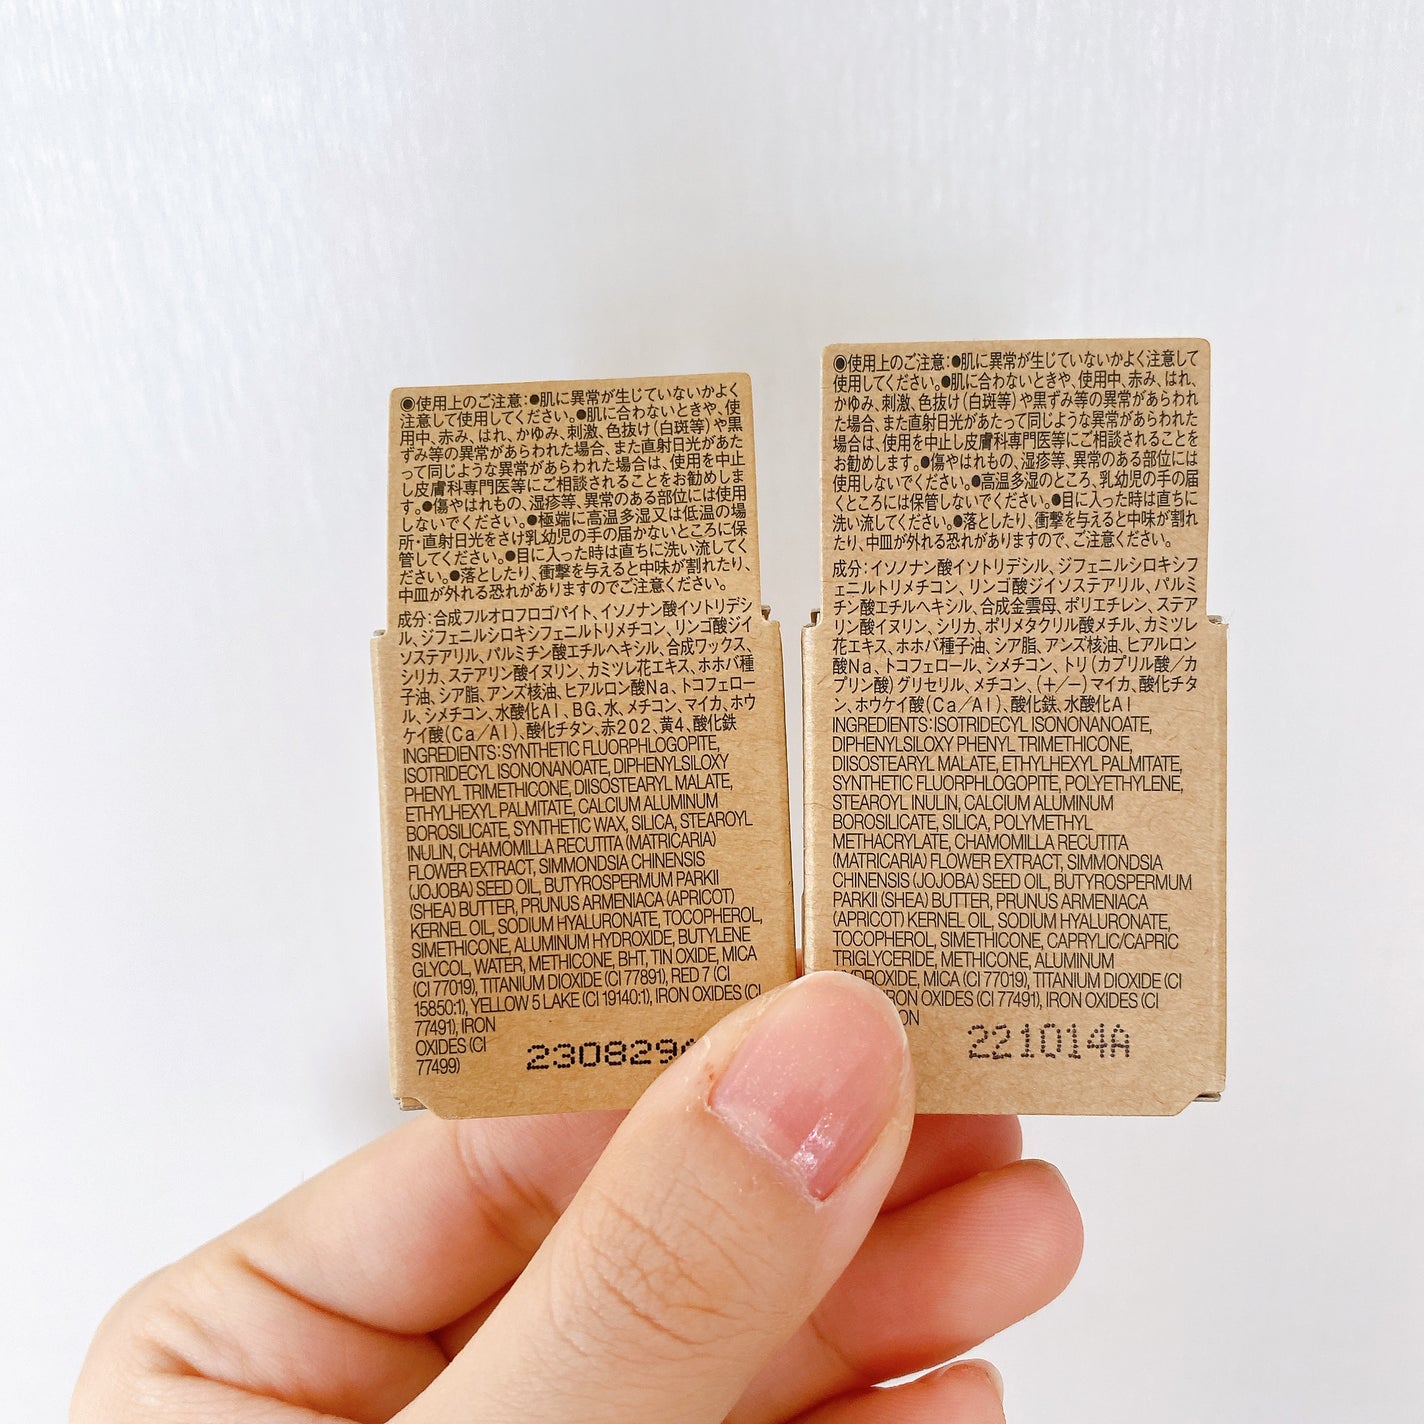 ◉使用上のご注意:●肌に異常が生じていないかよく
注意して使用してください。●肌に合わないときや、使
用中、赤み、はれ、かゆみ、刺激、色抜け(白斑等)や黒
ずみ等の異常があらわれた場合、また直射日光があた
って同じような異常があらわれた場合は、使用を中止
し皮膚科専門医等にご相談されることをお勧めしま
す。●傷やはれもの、湿疹等、異常のある部位には使用
しないでください。●極端に高温多湿又は低温の場
所・直射日光をさけ乳幼児の手の届かないところに保
管してください。●目に入った時は直ちに洗い流してく
ださい。●落としたり、衝撃を与えると中味が割れたり、
中皿が外れる恐れがありますのでご注意ください。
成分:合成フルオロフロゴパイト、イソノナン酸イソトリデシ
ル、ジフェニルシロキシフェニルトリメチコン、リンゴ酸ジイ
ソステアリル、パルミチン酸エチルヘキシル、合成ワックス、
シリカ、ステアリン酸イヌリン、カミツレ花エキス、ホホバ種
子油、シア脂、アンズ核油、ヒアルロン酸Na、トコフェロー
ル、シメチコン、水酸化Al、BG、水、メチコン、マイカ、ホウ
ケイ酸(Ca/Al)、酸化チタン、赤202、黄4、酸化鉄
INGREDIENTS:SYNTHETIC FLUORPHLOGOPITE,
ISOTRIDECYL ISONONANOATE, DIPHENYLSILOXY
PHENYL TRIMETHICONE, DIISOSTEARYL MALATE,
ETHYLHEXYL PALMITATE, CALCIUM ALUMINUM
BOROSILICATE, SYNTHETIC WAX, SILICA, STEAROYL
INULIN, CHAMOMILLA RECUTITA (MATRICARIA)
FLOWER EXTRACT, SIMMONDSIA CHINENSIS
(JOJOBA) SEED OIL, BUTYROSPERMUM PARKII
(SHEA) BUTTER, PRUNUS ARMENIACA (APRICOT)
KERNEL OIL, SODIUM HYALURONATE, TOCOPHEROL,
SIMETHICONE, ALUMINUM HYDROXIDE, BUTYLENE
GLYCOL, WATER, METHICONE, BHT, TIN OXIDE, MICA
(CI 77019), TITANIUM DIOXIDE (CI 77891), RED 7 (CI
15850:1), YELLOW 5 LAKE (CI 19140:1), IRON OXIDES (CI
77491), IRON
OXIDES (CI
77499)
230829
◉使用上のご注意:●肌に異常が生じていないかよく注意して
使用してください。●肌に合わないときや、使用中、赤み、はれ、
かゆみ、刺激、色抜け(白斑等)や黒ずみ等の異常があらわれ
た場合、また直射日光があたって同じような異常があらわれた
場合は、使用を中止し皮膚科専門医等にご相談されることを
お勧めします。●傷やはれもの、湿疹等、異常のある部位には
使用しないでください。●高温多湿のところ、乳幼児の手の届
くところには保管しないでください。●目に入った時は直ちに
洗い流してください。●落としたり、衝撃を与えると中味が割れ
たり、中皿が外れる恐れがありますので、ご注意ください。
成分:イソノナン酸イソトリデシル、ジフェニルシロキシフ
ェニルトリメチコン、リンゴ酸ジイソステアリル、パルミ
チン酸エチルヘキシル、合成金雲母、ポリエチレン、ステア
リン酸イヌリン、シリカ、ポリメタクリル酸メチル、カミツレ
花エキス、ホホバ種子油、シア脂、アンズ核油、ヒアルロン
酸Na、トコフェロール、シメチコン、トリ(カプリル酸/カ
プリン酸)グリセリル、メチコン、(+/-)マイカ、酸化チタ
ン、ホウケイ酸(Ca/Al)、酸化鉄、水酸化Al
INGREDIENTS:ISOTRIDECYL ISONONANOATE,
DIPHENYLSILOXY PHENYL TRIMETHICONE,
DIISOSTEARYL MALATE, ETHYLHEXYL PALMITATE,
SYNTHETIC FLUORPHLOGOPITE, POLYETHYLENE,
STEAROYL INULIN, CALCIUM ALUMINUM
BOROSILICATE, SILICA, POLYMETHYL
METHACRYLATE, CHAMOMILLA RECUTITA
(MATRICARIA) FLOWER EXTRACT, SIMMONDSIA
CHINENSIS (JOJOBA) SEED OIL, BUTYROSPERMUM
PARKII (SHEA) BUTTER, PRUNUS ARMENIACA
(APRICOT) KERNEL OIL, SODIUM HYALURONATE,
TOCOPHEROL, SIMETHICONE, CAPRYLIC/CAPRIC
TRIGLYCERIDE, METHICONE, ALUMINUM
HYDROXIDE, MICA (CI 77019), TITANIUM DIOXIDE (CI
IRON OXIDES (CI 77491), IRON OXIDES (CI
221014A